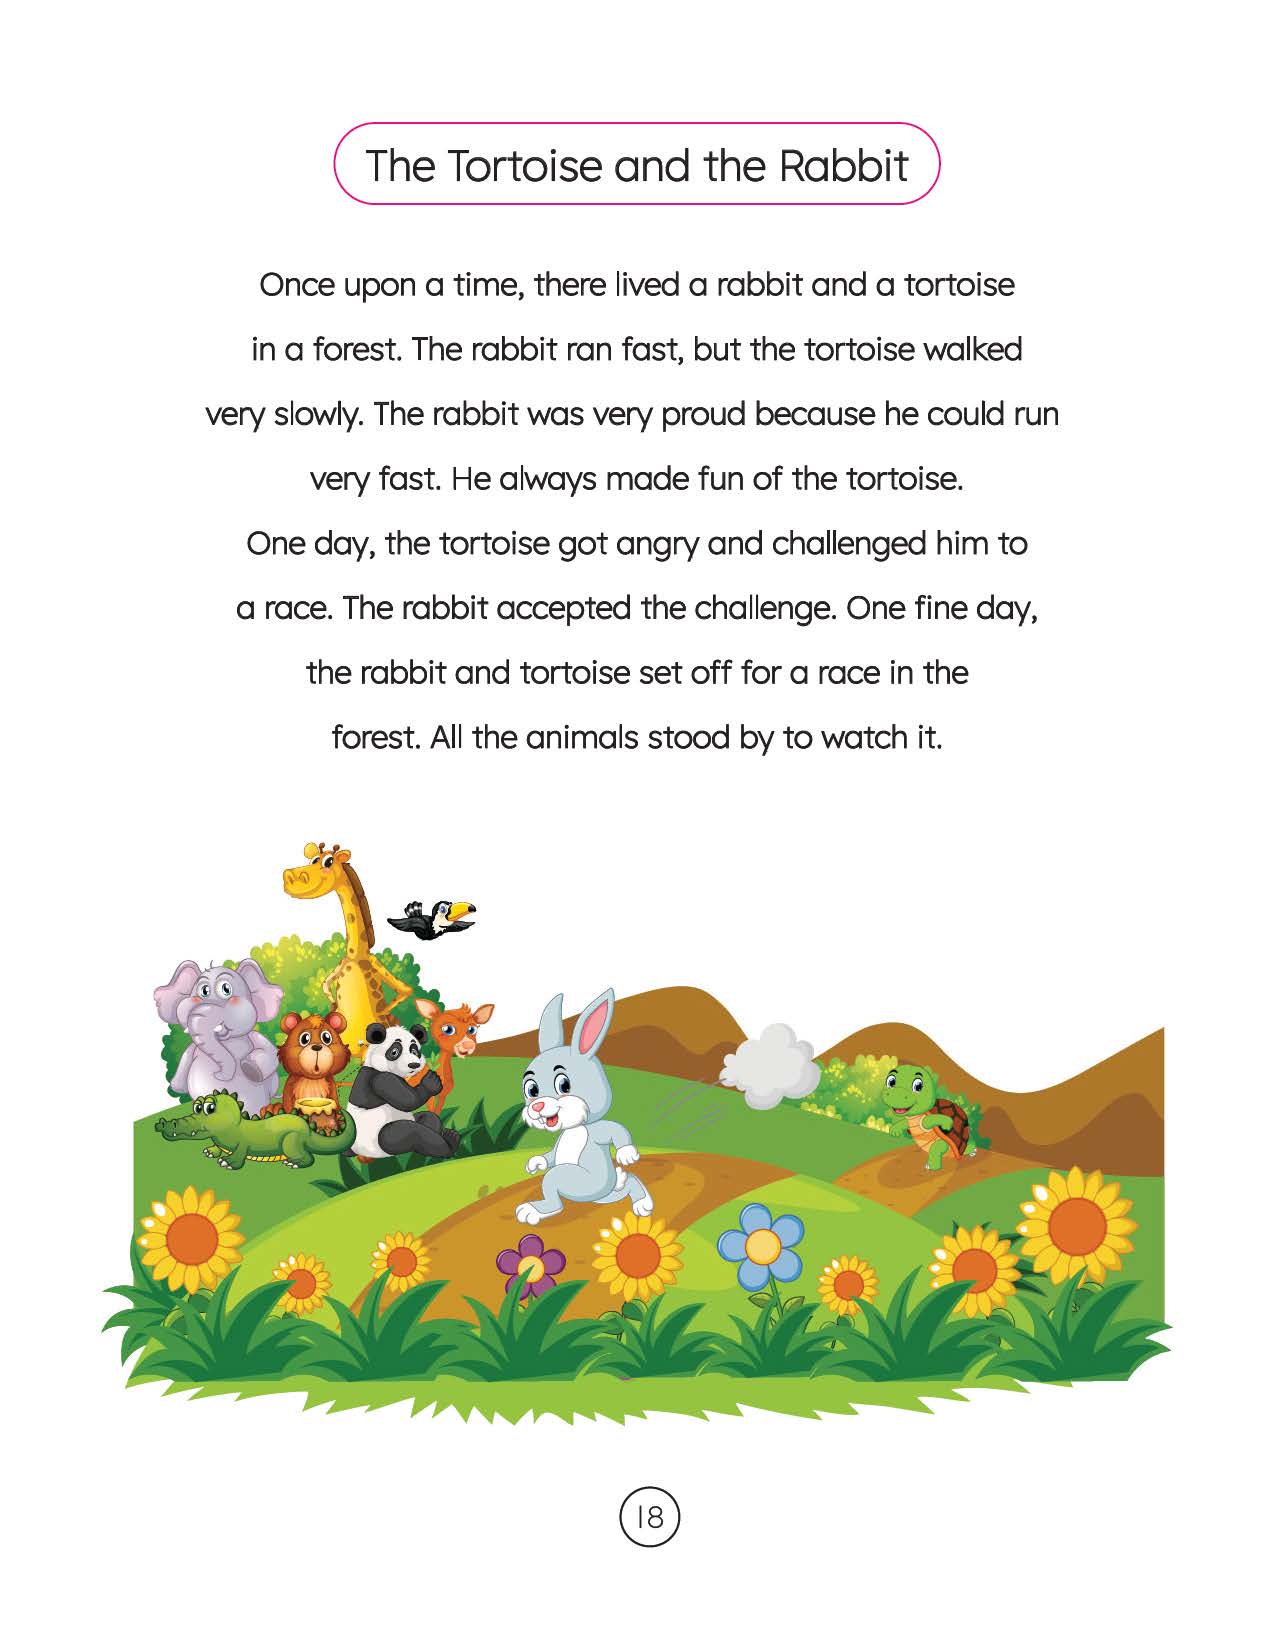 The Tortoise and the Rabbit
Once upon a time, there lived a rabbit and a tortoise
in a forest. The rabbit ran fast, but the tortoise walked
very slowly. The rabbit was very proud because he could run
very fast. He always made fun of the tortoise.
One day, the tortoise got angry and challenged him to
a race. The rabbit accepted the challenge. One fine day,
the rabbit and tortoise set off for a race in the
forest. All the animals stood by to watch it.
18